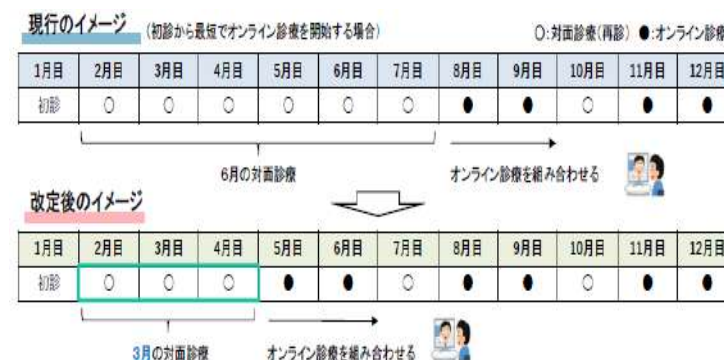 現行のイメージ (初診から最短でオンライン診療を開始する場合) ○:対面診療(再診) ●:オンライン診療
1月目 2月目 3月目 4月目 5月目 6月目 7月目 8月目 9月目 10月目 11月目 12月目
初診 ○ ○ ○ ○ ○ ○ ● ● ○ ● ●
6月の対面診療 オンライン診療を組み合わせる
改定後のイメージ
1月目 2月目 3月目 4月目 5月目 6月目 7月目 8月目 9月目 10月目 11月目 12月目
初診 ○ ○ ○ ● ● ○ ● ● ○ ● ●
3月の対面診療 オンライン診療を組み合わせる